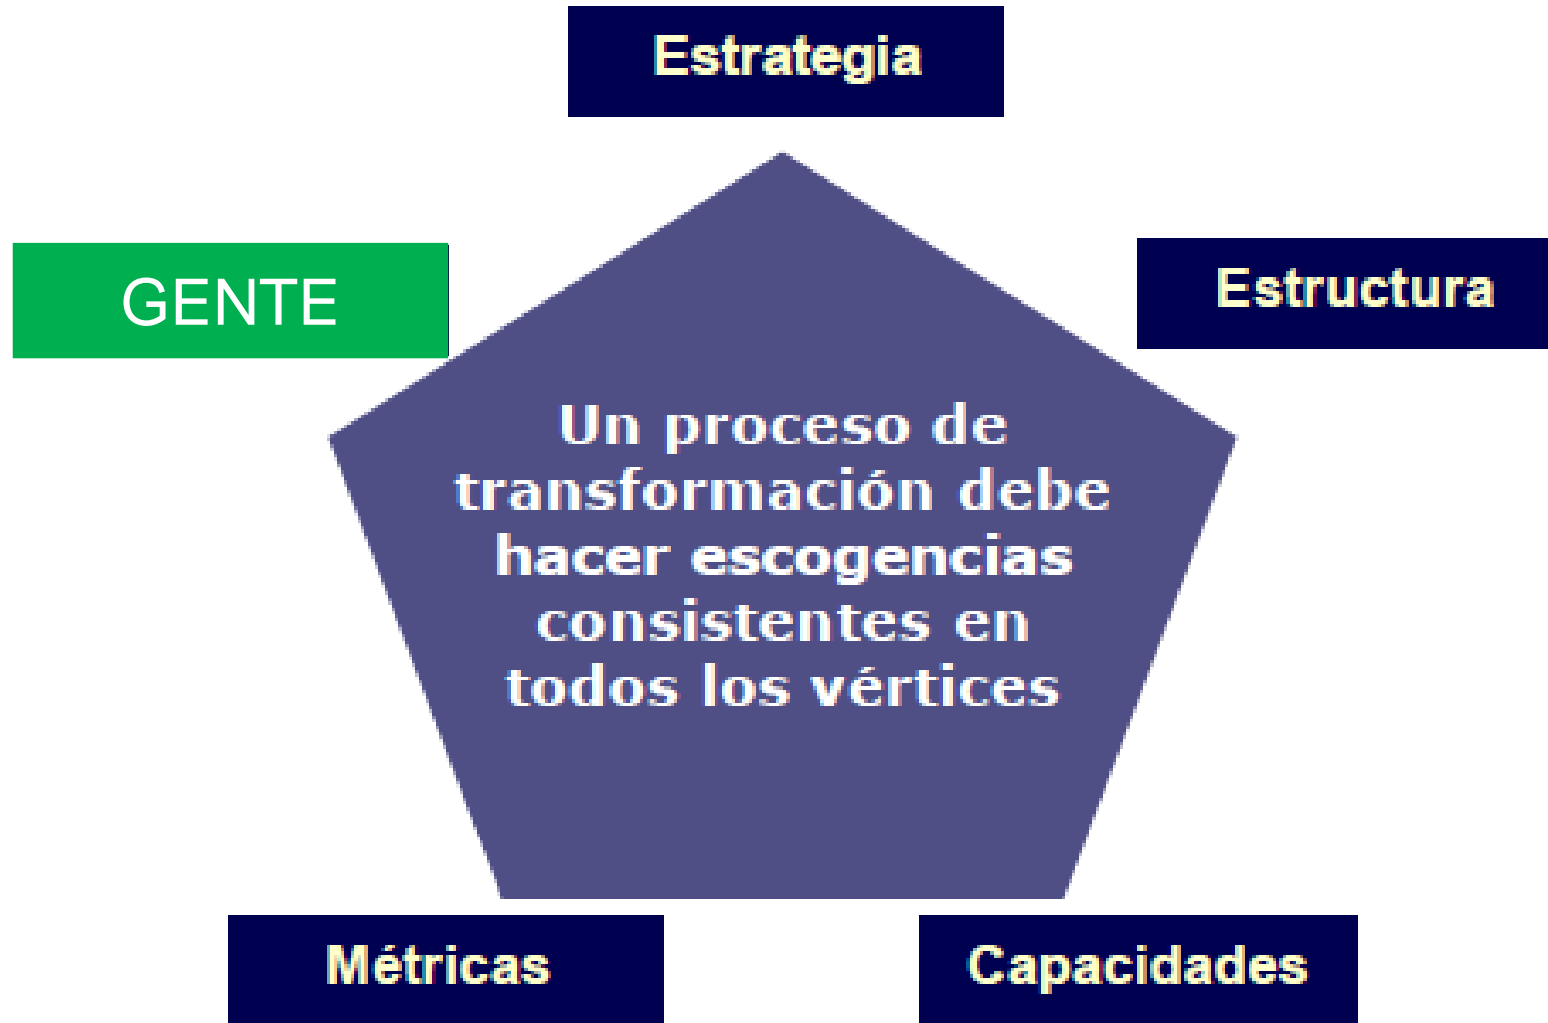 Estrategia
GENTE
Estructura
Un proceso de
transformación debe
hacer escogencias
consistentes en
todos los vértices
Métricas
Capacidades